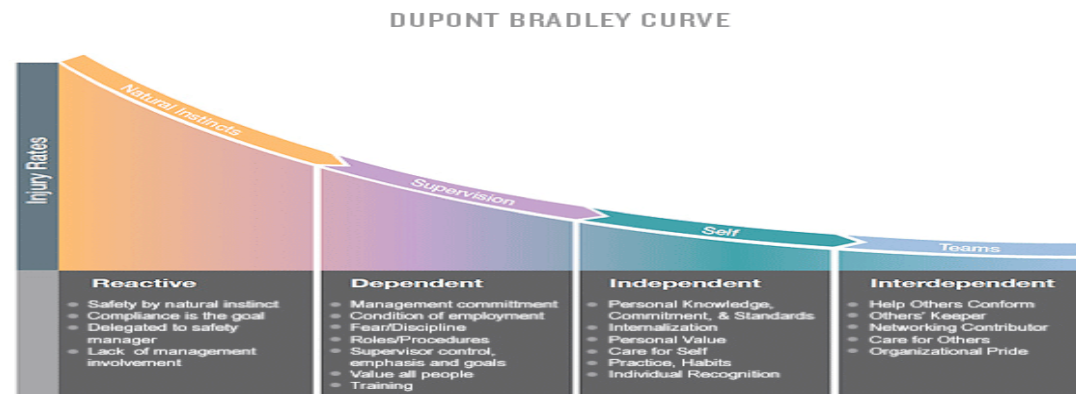 DUPONT BRADLEY CURVE
Injury Rates
Natural Instincts
Supervision
Self
Teams
Reactive
Safety by natural instinct
Compliance is the goal
Delegated to safety
manager
Lack of management
involvement
Dependent
Management committment
Condition of employment
Fear/Discipline
Roles/Procedures
Supervisor control,
emphasis and goals
Value all people
Training
Independent
Personal Knowledge,
Commitment, & Standards
Internalization
Personal Value
Care for Self
Practice, Habits
Individual Recognition
Interdependent
Help Others Conform
Others' Keeper
Networking Contributor
Care for Others
Organizational Pride